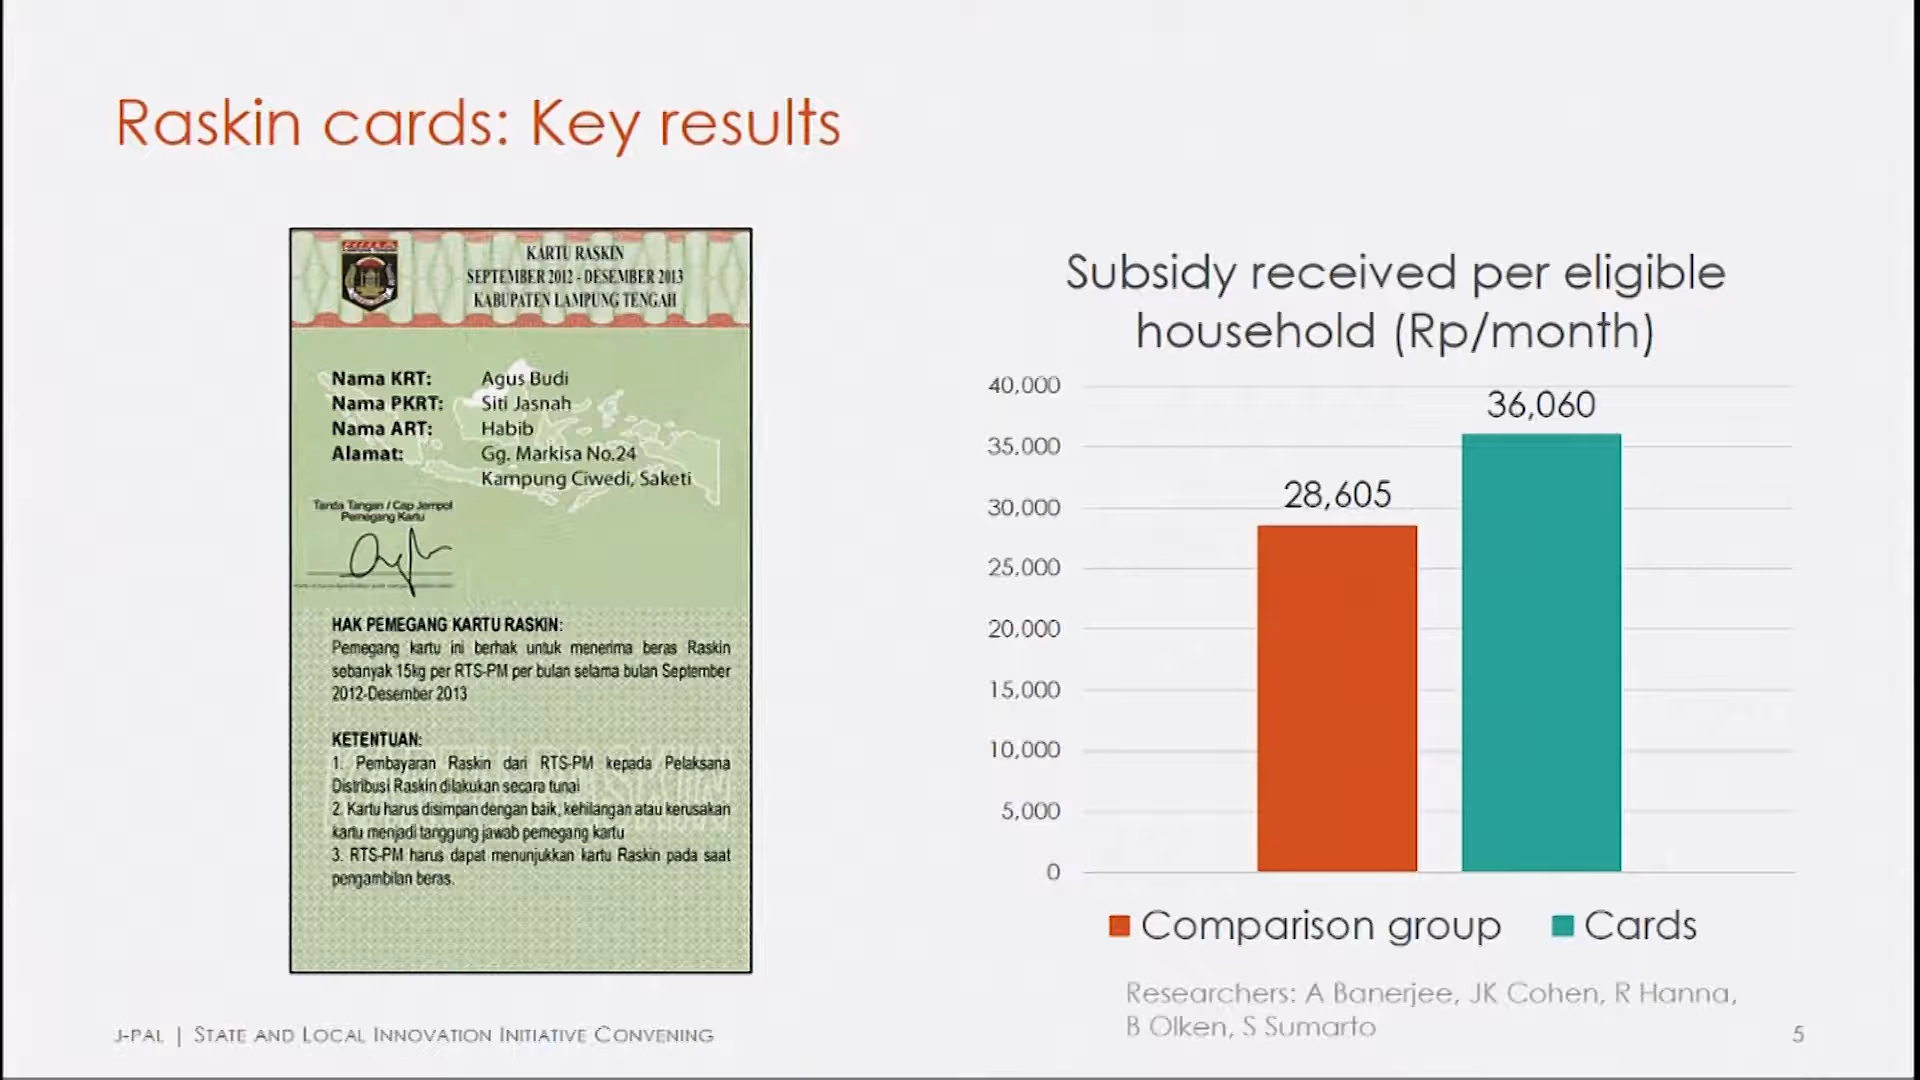 Raskin cards: Key results
KARTU RASKIN
SEPTEMBER 2012 - DESEMBER 2013
KABUPATEN LAMPUNG TENGAH
Nama KRT: Agus Budi
Nama PKRT: Siti Jasnah
Nama ART: Habib
Alamat: Gg. Markisa No.24
Kampung Ciwedi, Saketi
Tanda Tangan / Cap Jempol
Pemegang Kartu
HAK PEMEGANG KARTU RASKIN:
Pemegang kartu ini berhak untuk menerima beras Raskin
sebanyak 15kg per RTS-PM per bulan selama bulan September
2012-Desember 2013
KETENTUAN:
1. Pembayaran Raskin dari RTS-PM kepada Pelaksana
Distribusi Raskin dilakukan secara tunai
2. Kartu harus disimpan dengan baik, kehilangan atau kerusakan
kartu menjadi tanggung jawab pemegang kartu
3. RTS-PM harus dapat menunjukkan kartu Raskin pada saat
pengambilan beras.
Subsidy received per eligible
household (Rp/month)
40,000
35,000
30,000
25,000
20,000
15,000
10,000
5,000
0
28,605
36,060
Comparison group
Cards
Researchers: A Banerjee, JK Cohen, R Hanna,
B Olken, S Sumarto
J-PAL | STATE AND LOCAL INNOVATION INITIATIVE CONVENING
5